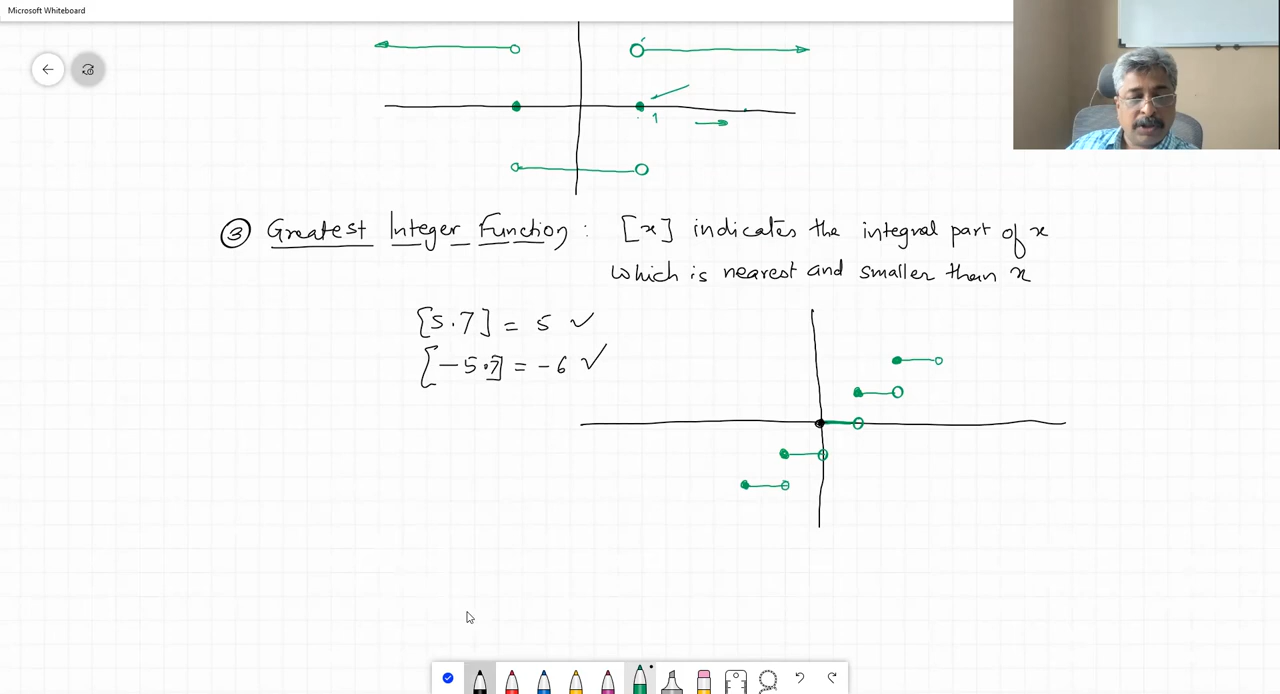 Microsoft Whiteboard
1
③ Greatest Integer Function : [x] indicates the integral part of x
which is nearest and smaller than x
[5.7] = 5 ✓
[-5.7] = -6 ✓